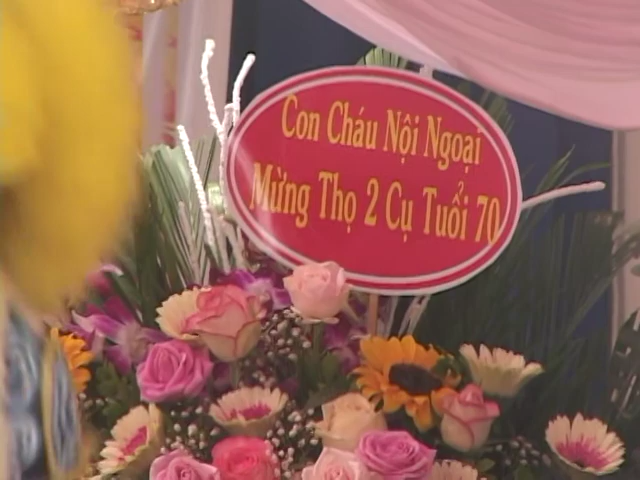 Con Cháu Nội Ngoại
Mừng Thọ 2 Cụ Tuổi 70